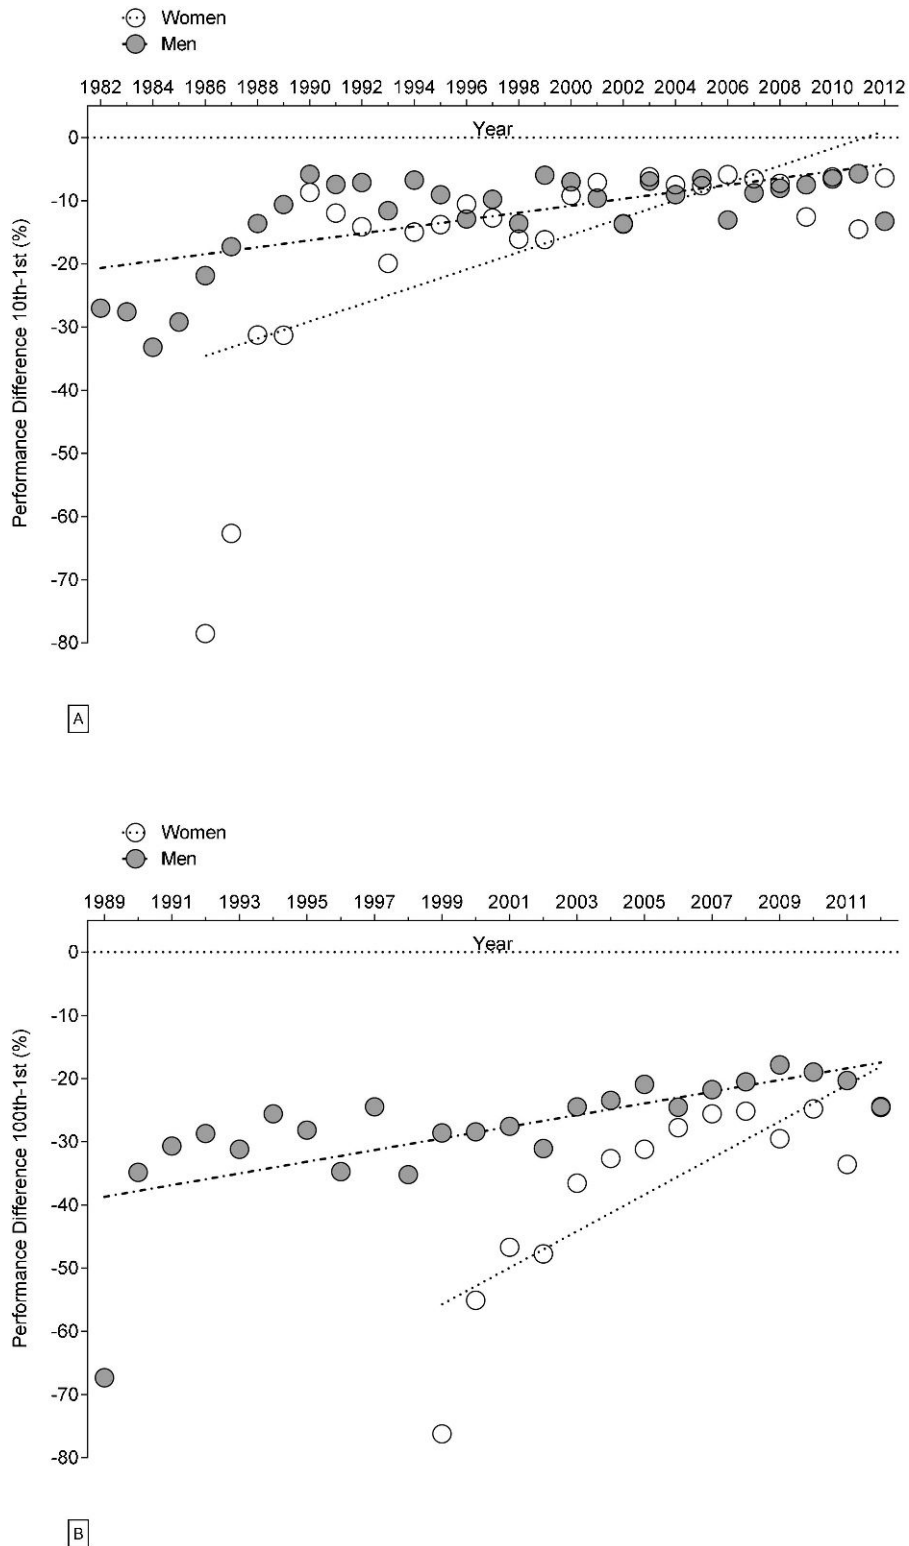 Women
Men
1982 1984 1986 1988 1990 1992 1994 1996 1998 2000 2002 2004 2006 2008 2010 2012
Year
Performance Difference 10th-1st (%)
0
-10
-20
-30
-40
-50
-60
-70
-80
A
Women
Men
1989 1991 1993 1995 1997 1999 2001 2003 2005 2007 2009 2011
Year
Performance Difference 100th-1st (%)
0
-10
-20
-30
-40
-50
-60
-70
-80
B